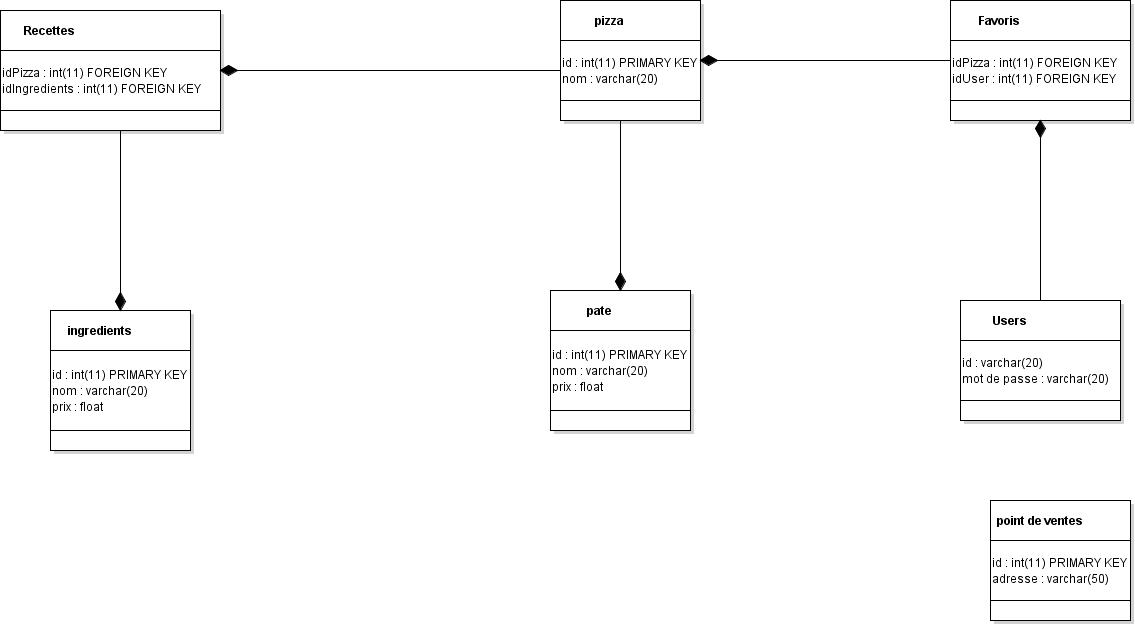 Recettes
idPizza : int(11) FOREIGN KEY
idIngredients : int(11) FOREIGN KEY
pizza
id : int(11) PRIMARY KEY
nom : varchar(20)
Favoris
idPizza : int(11) FOREIGN KEY
idUser : int(11) FOREIGN KEY
ingredients
id : int(11) PRIMARY KEY
nom : varchar(20)
prix : float
pate
id : int(11) PRIMARY KEY
nom : varchar(20)
prix : float
Users
id : varchar(20)
mot de passe : varchar(20)
point de ventes
id : int(11) PRIMARY KEY
adresse : varchar(50)